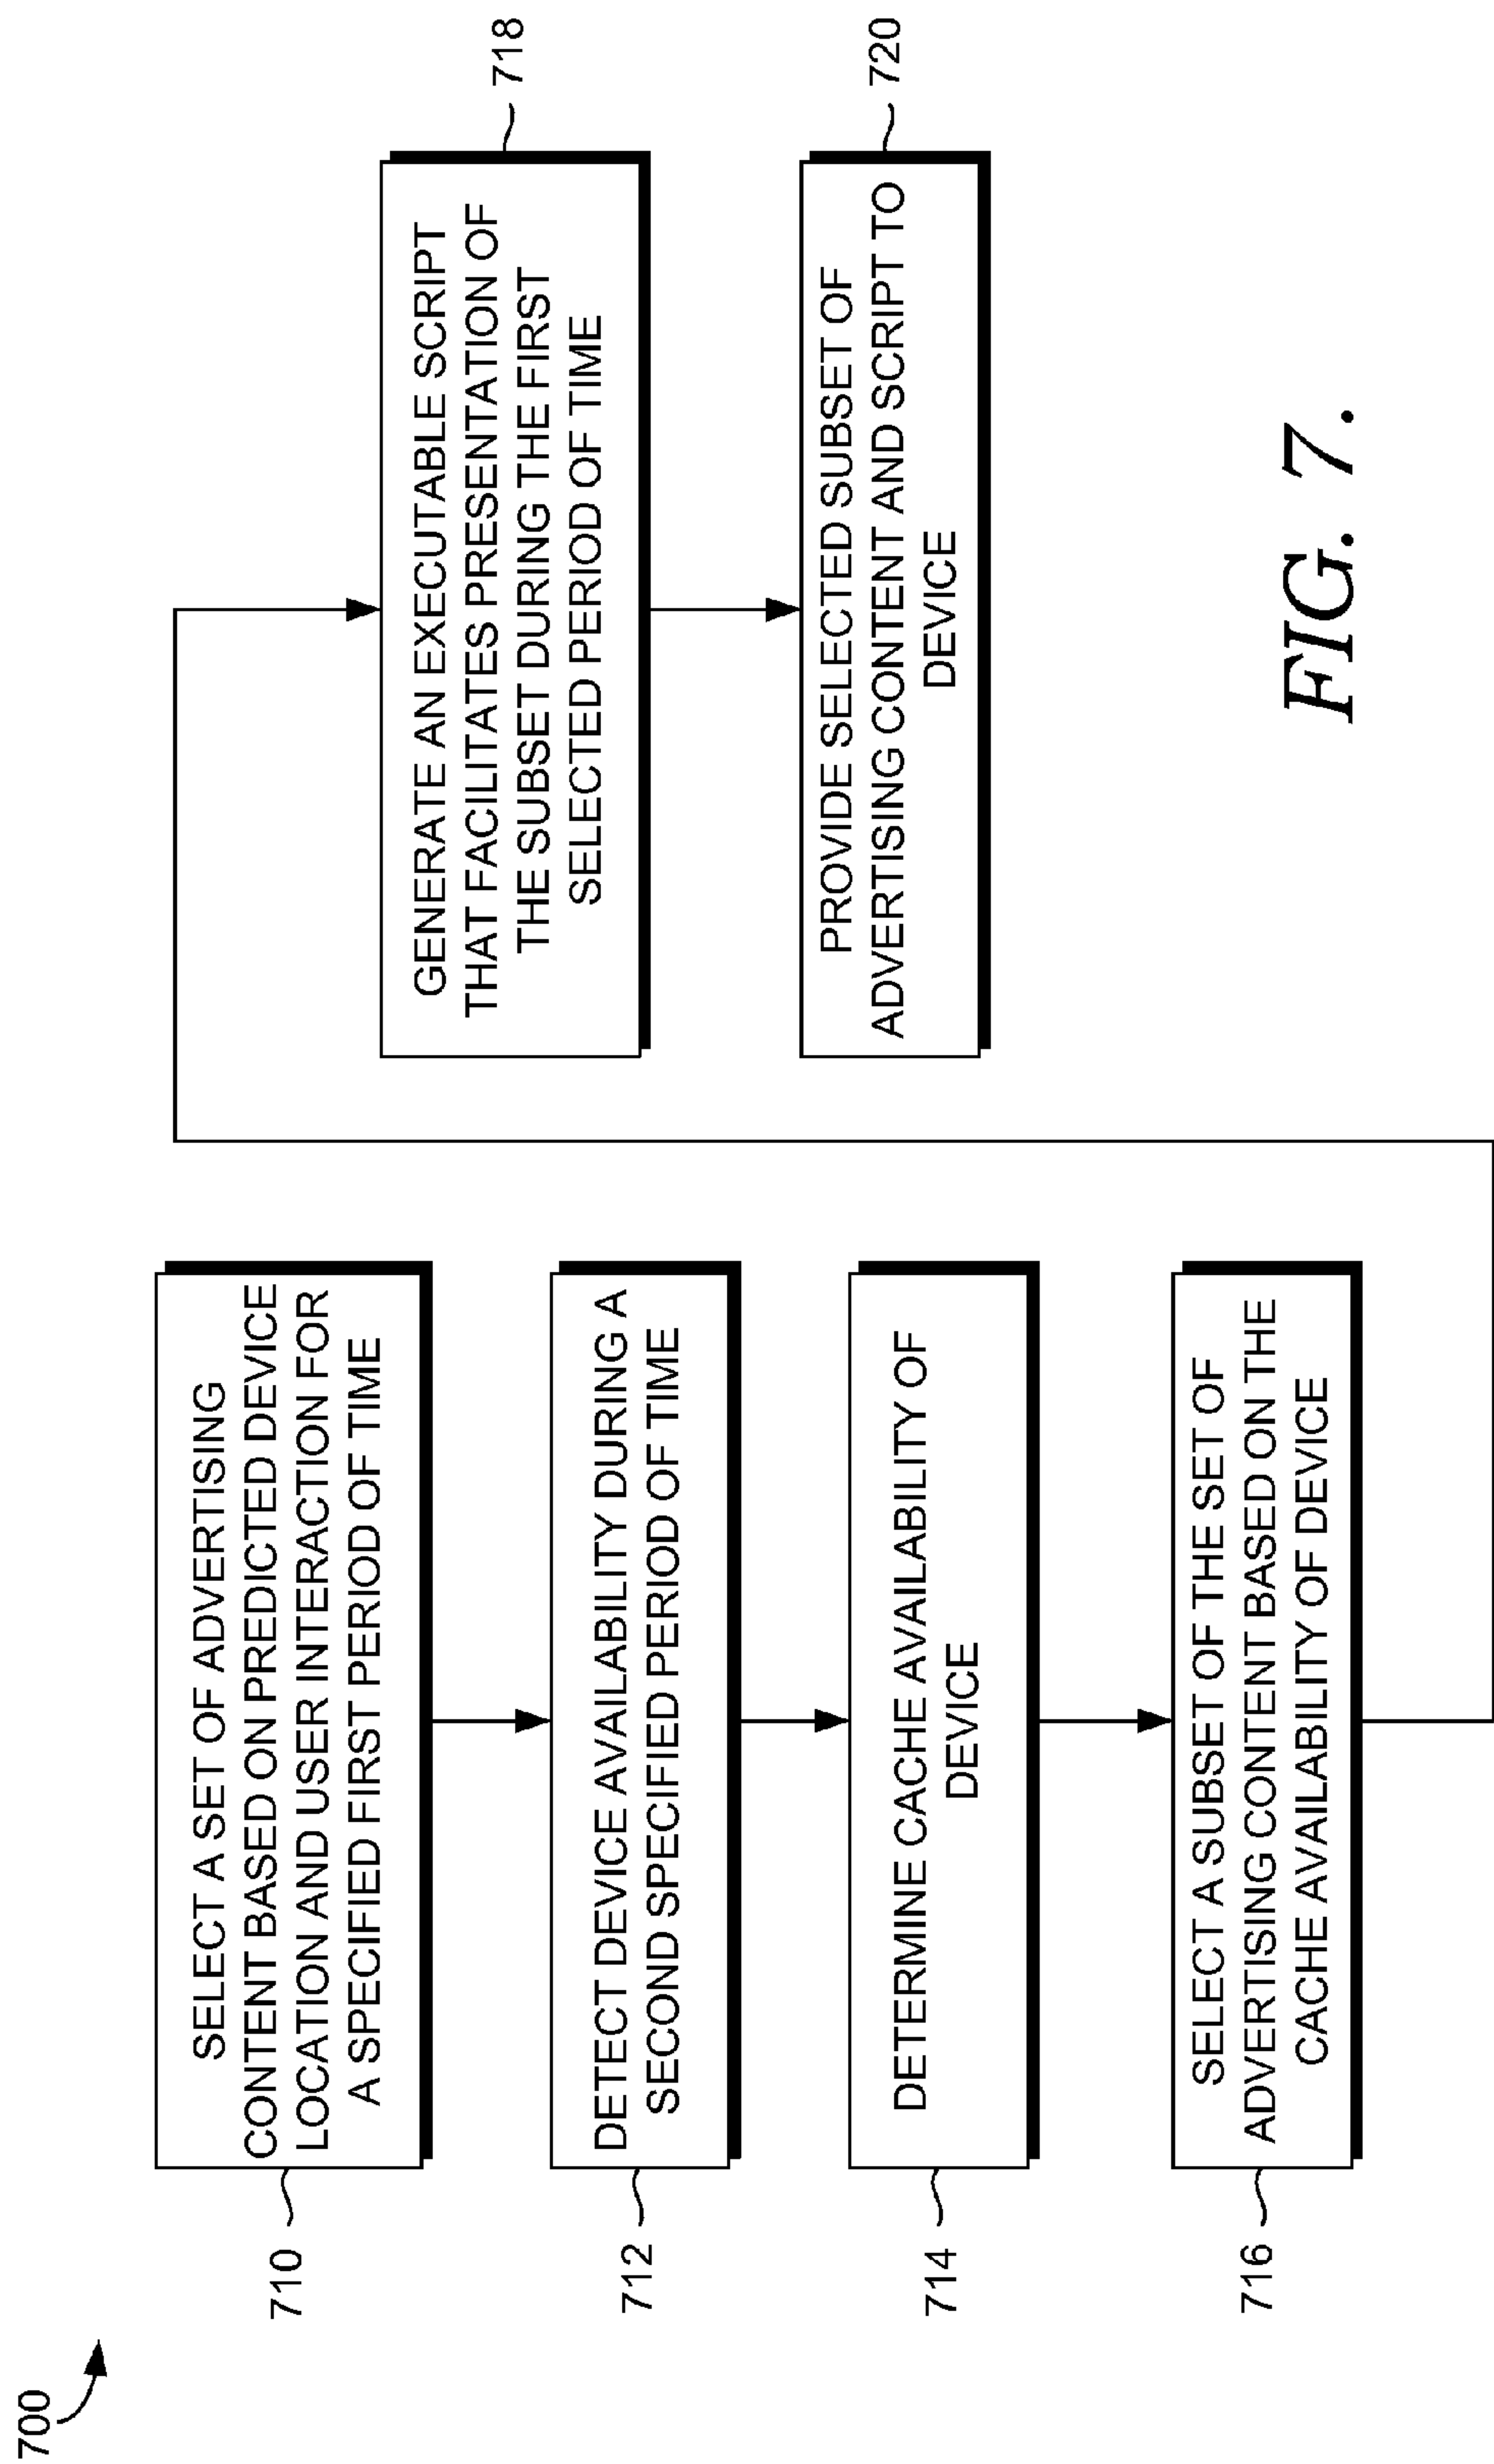 700
710
SELECT A SET OF ADVERTISING
CONTENT BASED ON PREDICTED DEVICE
LOCATION AND USER INTERACTION FOR
A SPECIFIED FIRST PERIOD OF TIME
712
DETECT DEVICE AVAILABILITY DURING A
SECOND SPECIFIED PERIOD OF TIME
714
DETERMINE CACHE AVAILABILITY OF
DEVICE
716
SELECT A SUBSET OF THE SET OF
ADVERTISING CONTENT BASED ON THE
CACHE AVAILABILITY OF DEVICE
GENERATE AN EXECUTABLE SCRIPT
THAT FACILITATES PRESENTATION OF
THE SUBSET DURING THE FIRST
SELECTED PERIOD OF TIME
718
PROVIDE SELECTED SUBSET OF
ADVERTISING CONTENT AND SCRIPT TO
DEVICE
720
FIG. 7.